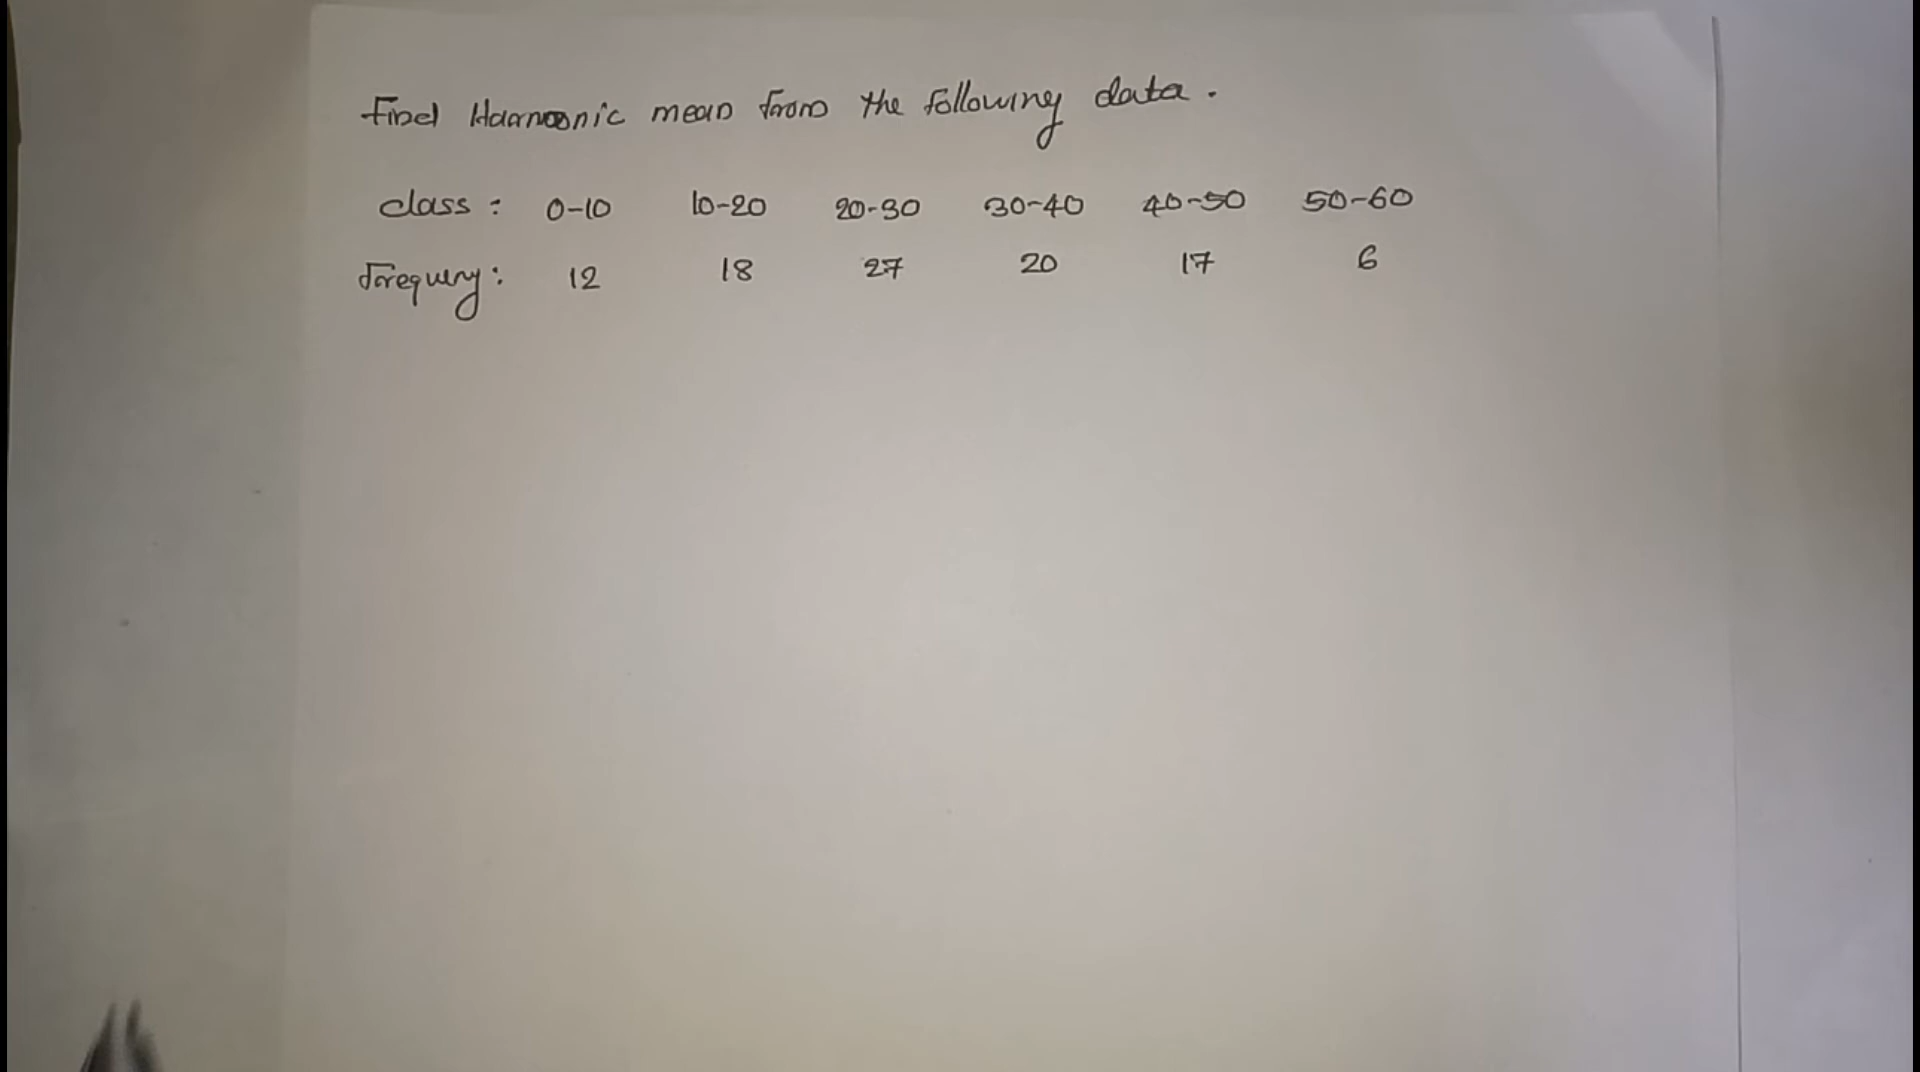 Find Harmonic mean from the following data.
class: 0-10 10-20 20-30 30-40 40-50 50-60
frequency: 12 18 27 20 17 6